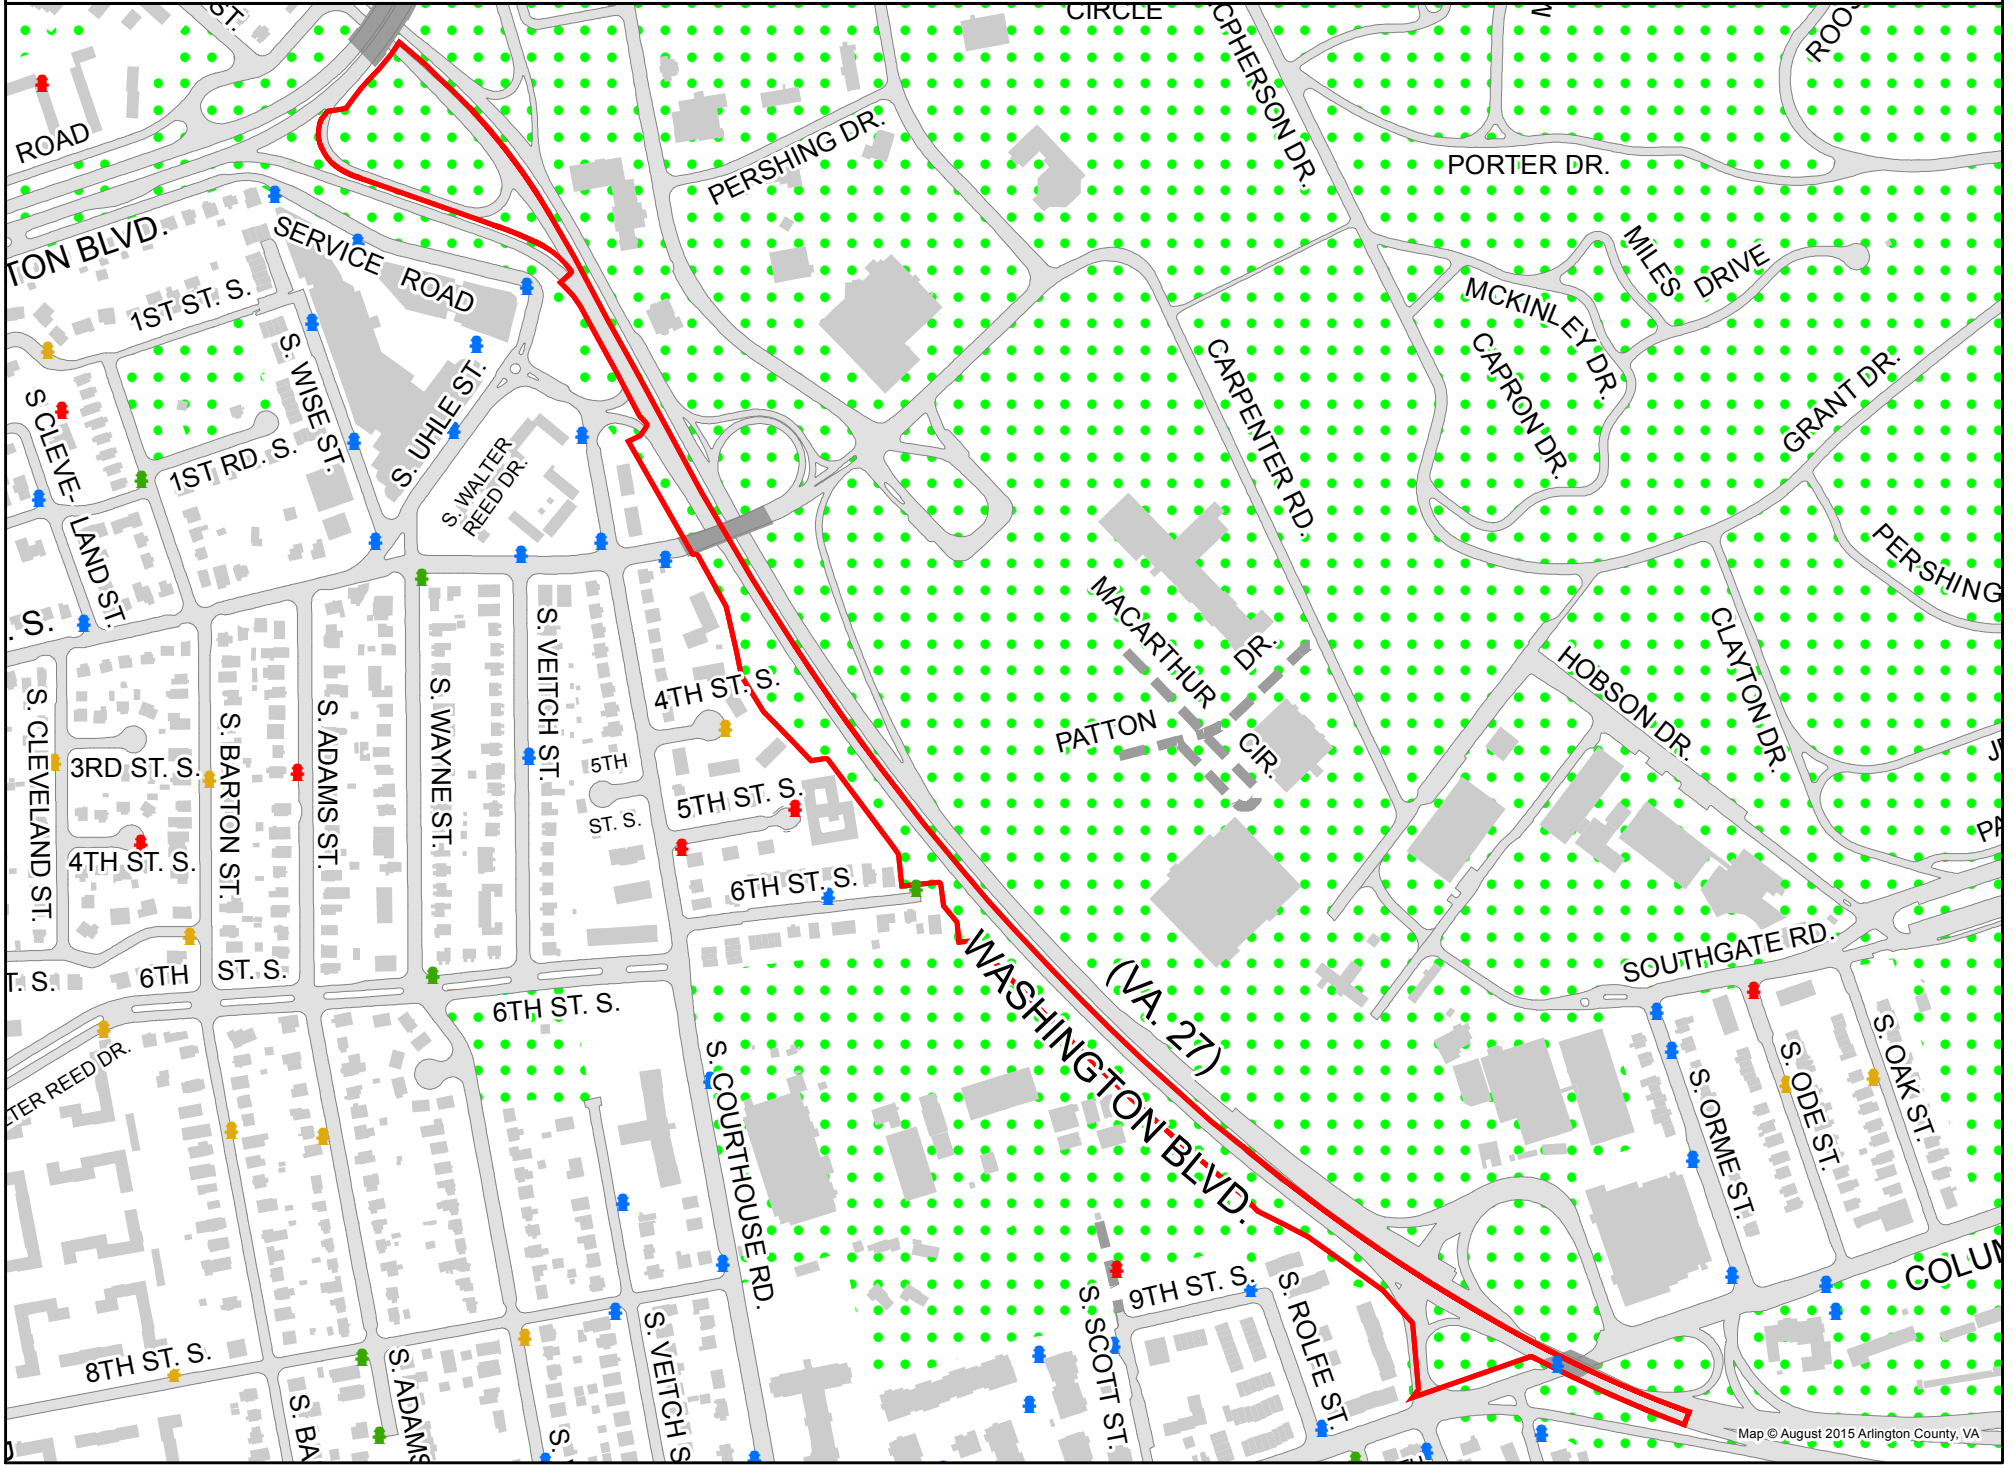 ST.
CIRCLE
CPHERSON DR.
ROAD
PERSHING DR.
PORTER DR.
TON BLVD.
SERVICE ROAD
1ST ST. S.
MILES
DRIVE
MCKINLEY DR.
CAPRON DR.
GRANT DR.
S. WISE ST.
S. UHLE ST.
CARPENTER RD.
S CLEVE-
LAND ST.
1ST RD. S.
S. WALTER
REED DR.
PERSHING
. S.
S. VEITCH ST.
MACARTHUR
DR.
PATTON
CIR.
HOBSON DR.
CLAYTON DR.
4TH ST. S.
S. CLEVELAND ST.
S. BARTON ST.
S. ADAMS ST.
S. WAYNE ST.
3RD ST. S.
5TH
ST. S.
5TH ST. S.
4TH ST. S.
6TH ST. S.
SOUTHGATE RD.
T. S.
6TH ST. S.
6TH ST. S.
WASHINGTON BLVD.
(VA. 27)
TER REED DR.
S. COURTHOUSE RD.
S. ORME ST.
S. ODE ST.
S. OAK ST.
9TH ST. S.
S. SCOTT ST.
S. ROLFE ST.
8TH ST. S.
S. BA
S. ADAMS
S.
S. VEITCH S
Map © August 2015 Arlington County, VA